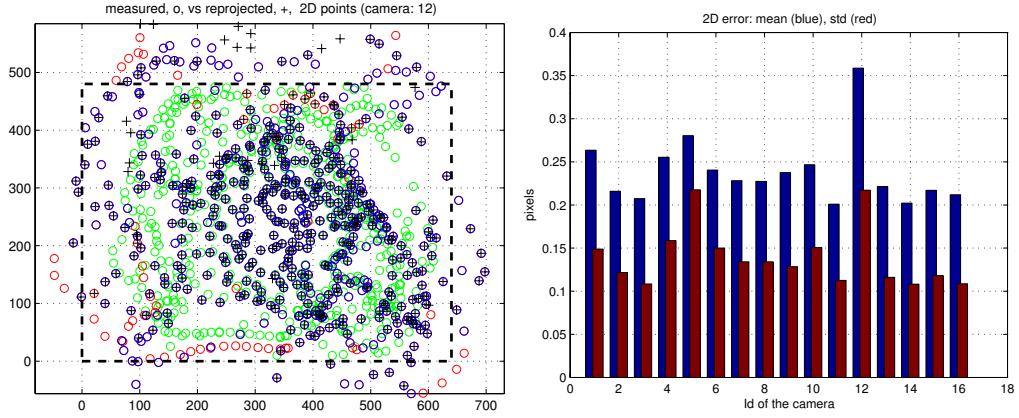 measured, o, vs reprojected, +,  2D points (camera: 12)
500
400
300
200
100
0
0 100 200 300 400 500 600 700
2D error: mean (blue), std (red)
0.4
0.35
0.3
0.25
0.2
0.15
0.1
0.05
0
pixels
0 2 4 6 8 10 12 14 16 18
Id of the camera